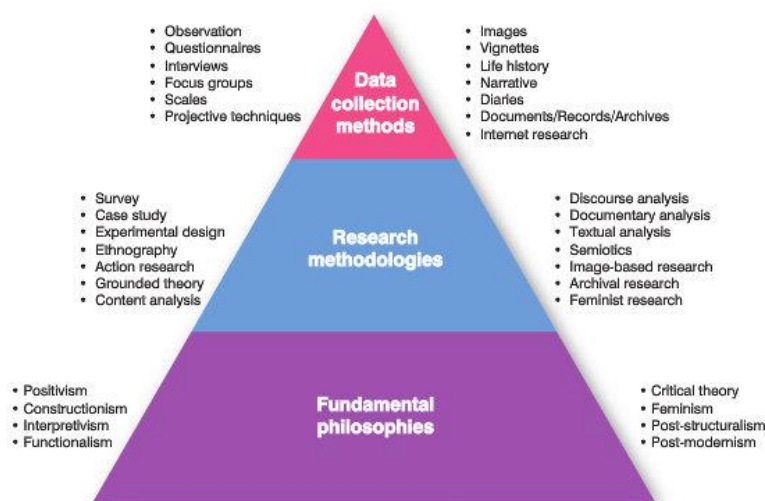 • Observation
• Questionnaires
• Interviews
• Focus groups
• Scales
• Projective techniques
Data
collection
methods
• Images
• Vignettes
• Life history
• Narrative
• Diaries
• Documents/Records/Archives
• Internet research
• Survey
• Case study
• Experimental design
• Ethnography
• Action research
• Grounded theory
• Content analysis
Research
methodologies
• Discourse analysis
• Documentary analysis
• Textual analysis
• Semiotics
• Image-based research
• Archival research
• Feminist research
• Positivism
• Constructionism
• Interpretivism
• Functionalism
Fundamental
philosophies
• Critical theory
• Feminism
• Post-structuralism
• Post-modernism